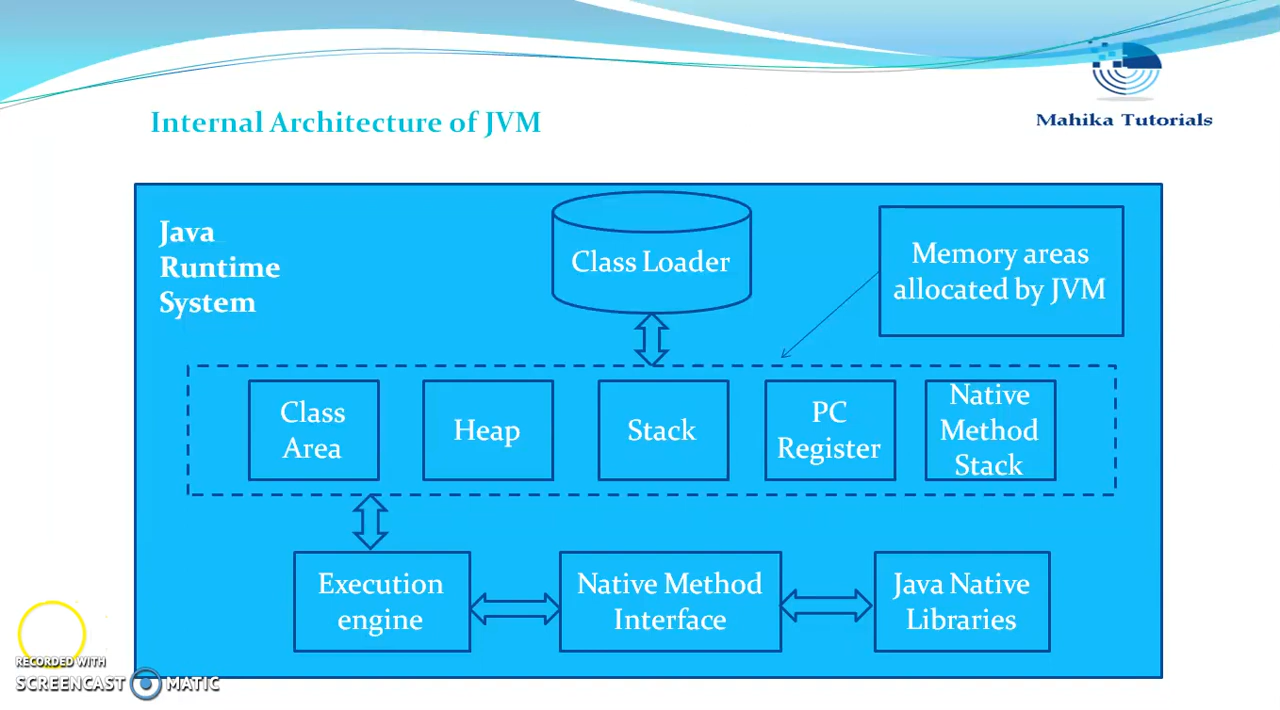 Mahika Tutorials
Internal Architecture of JVM
Java
Runtime
System
Class Loader
Memory areas
allocated by JVM
Class
Area
Heap
Stack
PC
Register
Native
Method
Stack
Execution
engine
Native Method
Interface
Java Native
Libraries
RECORDED WITH
SCREENCAST MATIC